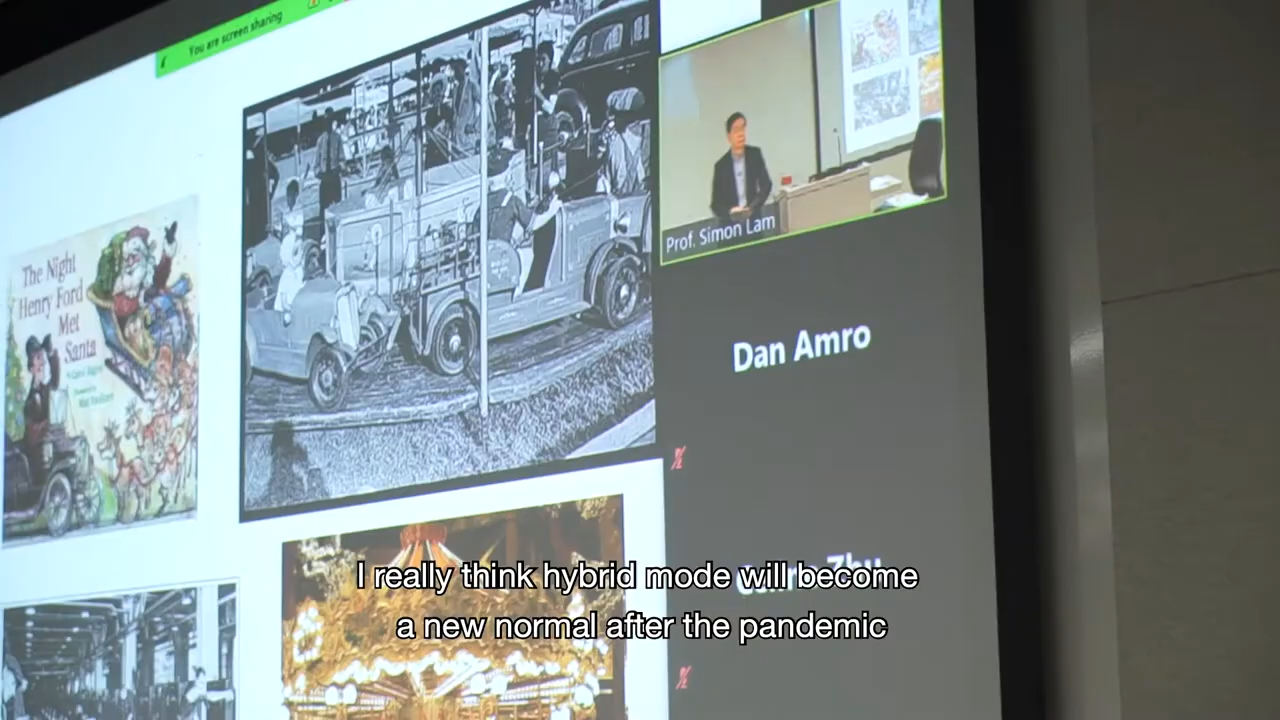 You are screen sharing
The Night
Henry Ford
Met
Santa
Prof. Simon Lam
Dan Amro
I really think hybrid mode will become
a new normal after the pandemic